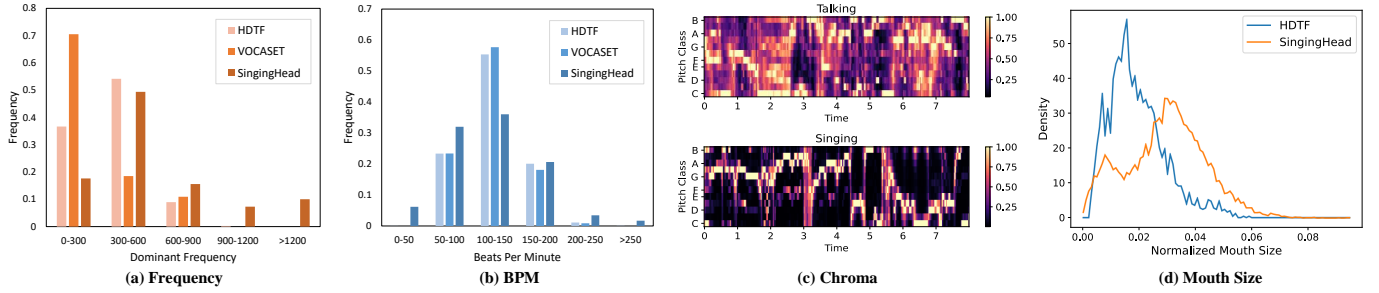 0.8
0.7
0.6
0.5
0.4
0.3
0.2
0.1
0
Frequency
HDTF
VOCASET
SingingHead
0-300 300-600 600-900 900-1200 >1200
Dominant Frequency
(a) Frequency
0.7
0.6
0.5
0.4
0.3
0.2
0.1
0
Frequency
HDTF
VOCASET
SingingHead
0-50 50-100 100-150 150-200 200-250 >250
Beats Per Minute
(b) BPM
Talking
Pitch Class
B
A
G
F
E
D
C
0 1 2 3 4 5 6 7
Time
1.00
0.75
0.50
0.25
Singing
Pitch Class
B
A
G
F
E
D
C
0 1 2 3 4 5 6 7
Time
1.00
0.75
0.50
0.25
(c) Chroma
HDTF
SingingHead
50
40
30
20
10
0
Density
0.00 0.02 0.04 0.06 0.08
Normalized Mouth Size
(d) Mouth Size